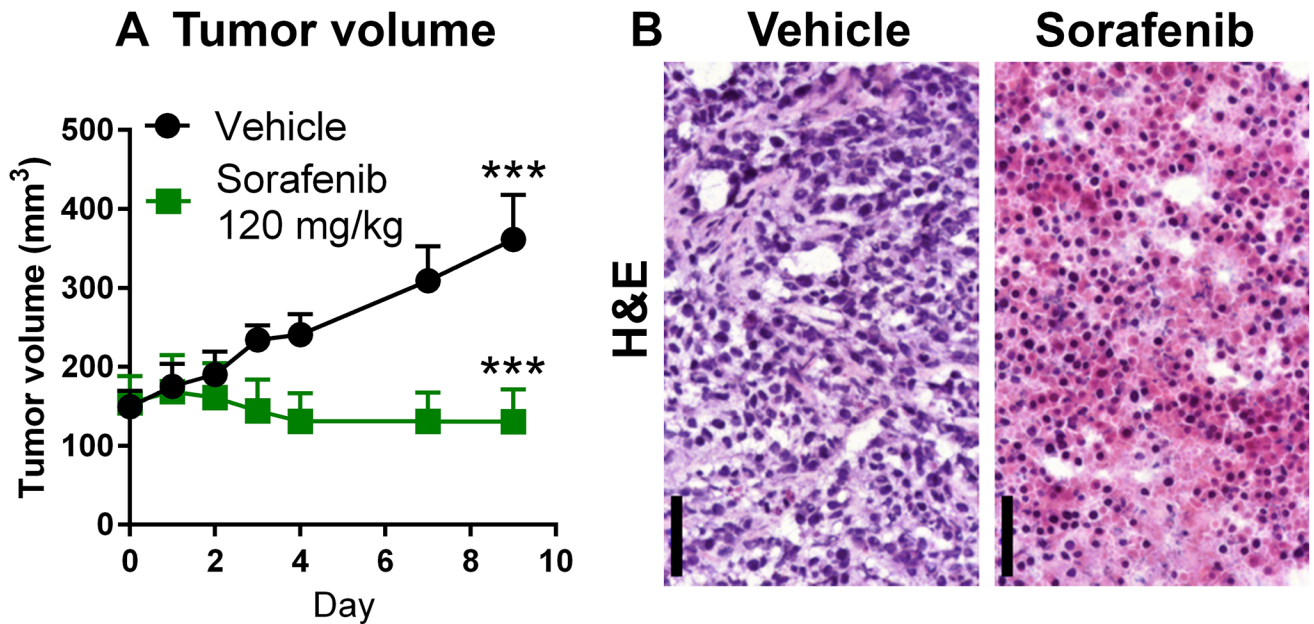 A Tumor volume
Vehicle
Sorafenib
120 mg/kg
***
***
Tumor volume (mm³)
500
400
300
200
100
0
0 2 4 6 8 10
Day
B Vehicle Sorafenib
H&E